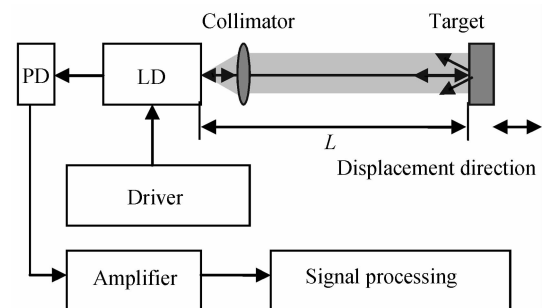 Collimator
Target
PD
LD
L
Displacement direction
Driver
Amplifier
Signal processing